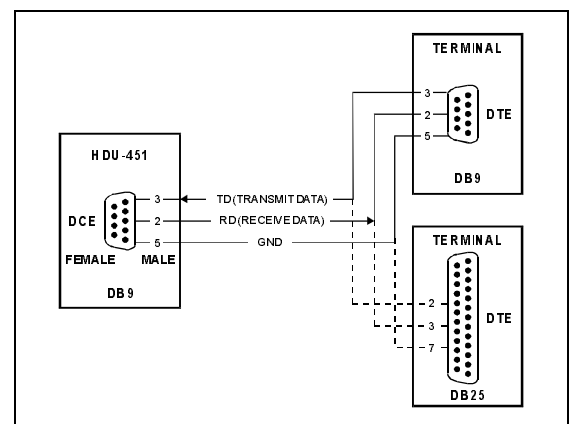 HDU-451
DCE
3
2
5
FEMALE MALE
DB9
TD(TRANSMIT DATA)
RD(RECEIVE DATA)
GND
TERMINAL
3
2
5
DTE
DB9
TERMINAL
2
3
7
DTE
DB25